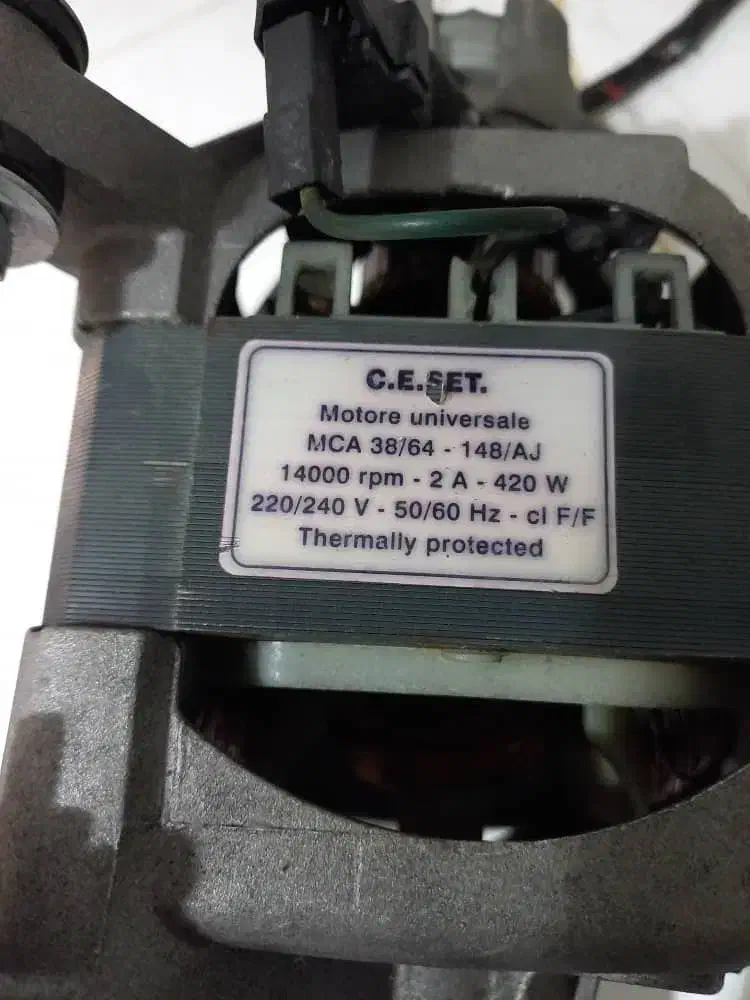 C.E.SET.
Motore universale
MCA 38/64 - 148/AJ
14000 rpm - 2 A - 420 W
220/240 V - 50/60 Hz - cl F/F
Thermally protected